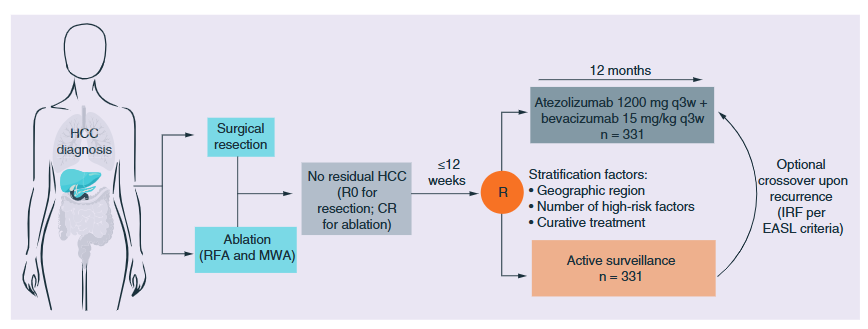 HCC
diagnosis
Surgical
resection
Ablation
(RFA and MWA)
No residual HCC
(R0 for
resection; CR
for ablation)
≤12
weeks
R
Stratification factors:
• Geographic region
• Number of high-risk factors
• Curative treatment
12 months
Atezolizumab 1200 mg q3w +
bevacizumab 15 mg/kg q3w
n = 331
Active surveillance
n = 331
Optional
crossover upon
recurrence
(IRF per
EASL criteria)